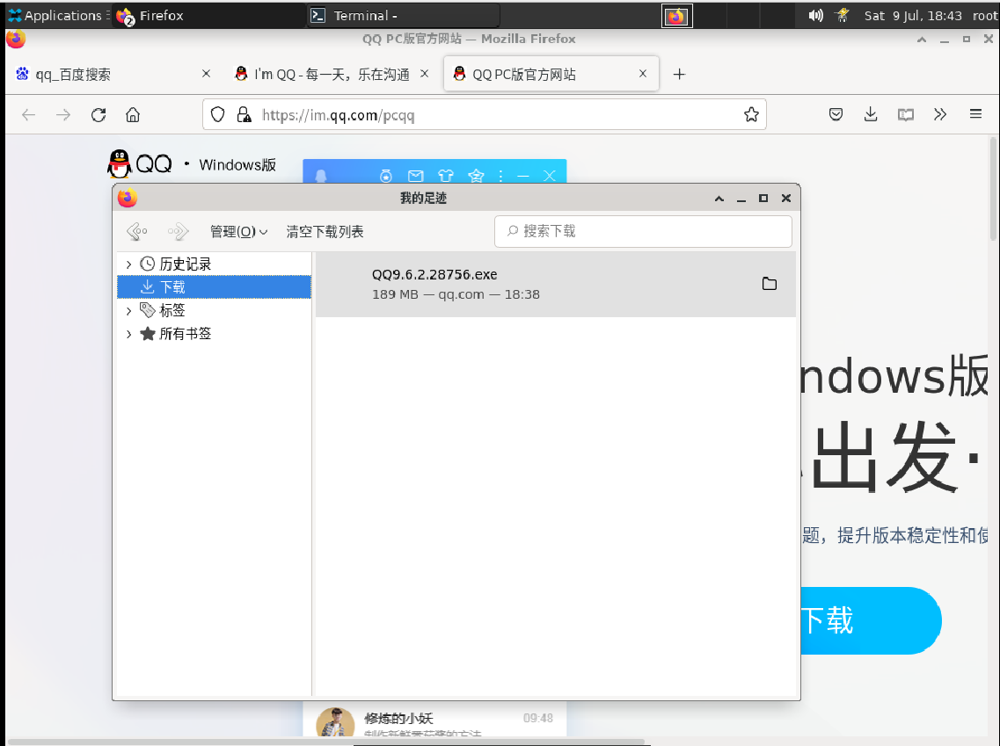 Applications
Firefox
2
Terminal -
Sat 9 Jul, 18:43
root
QQ PC版官方网站 — Mozilla Firefox
qq_百度搜索
I'm QQ - 每一天，乐在沟通
QQ PC版官方网站
https://im.qq.com/pcqq
QQ · Windows版
我的足迹
管理(O)
清空下载列表
搜索下载
历史记录
下载
标签
所有书签
QQ9.6.2.28756.exe
189 MB — qq.com — 18:38
ndows版
出发·
题，提升版本稳定性和使
下载
修炼的小妖
09:48